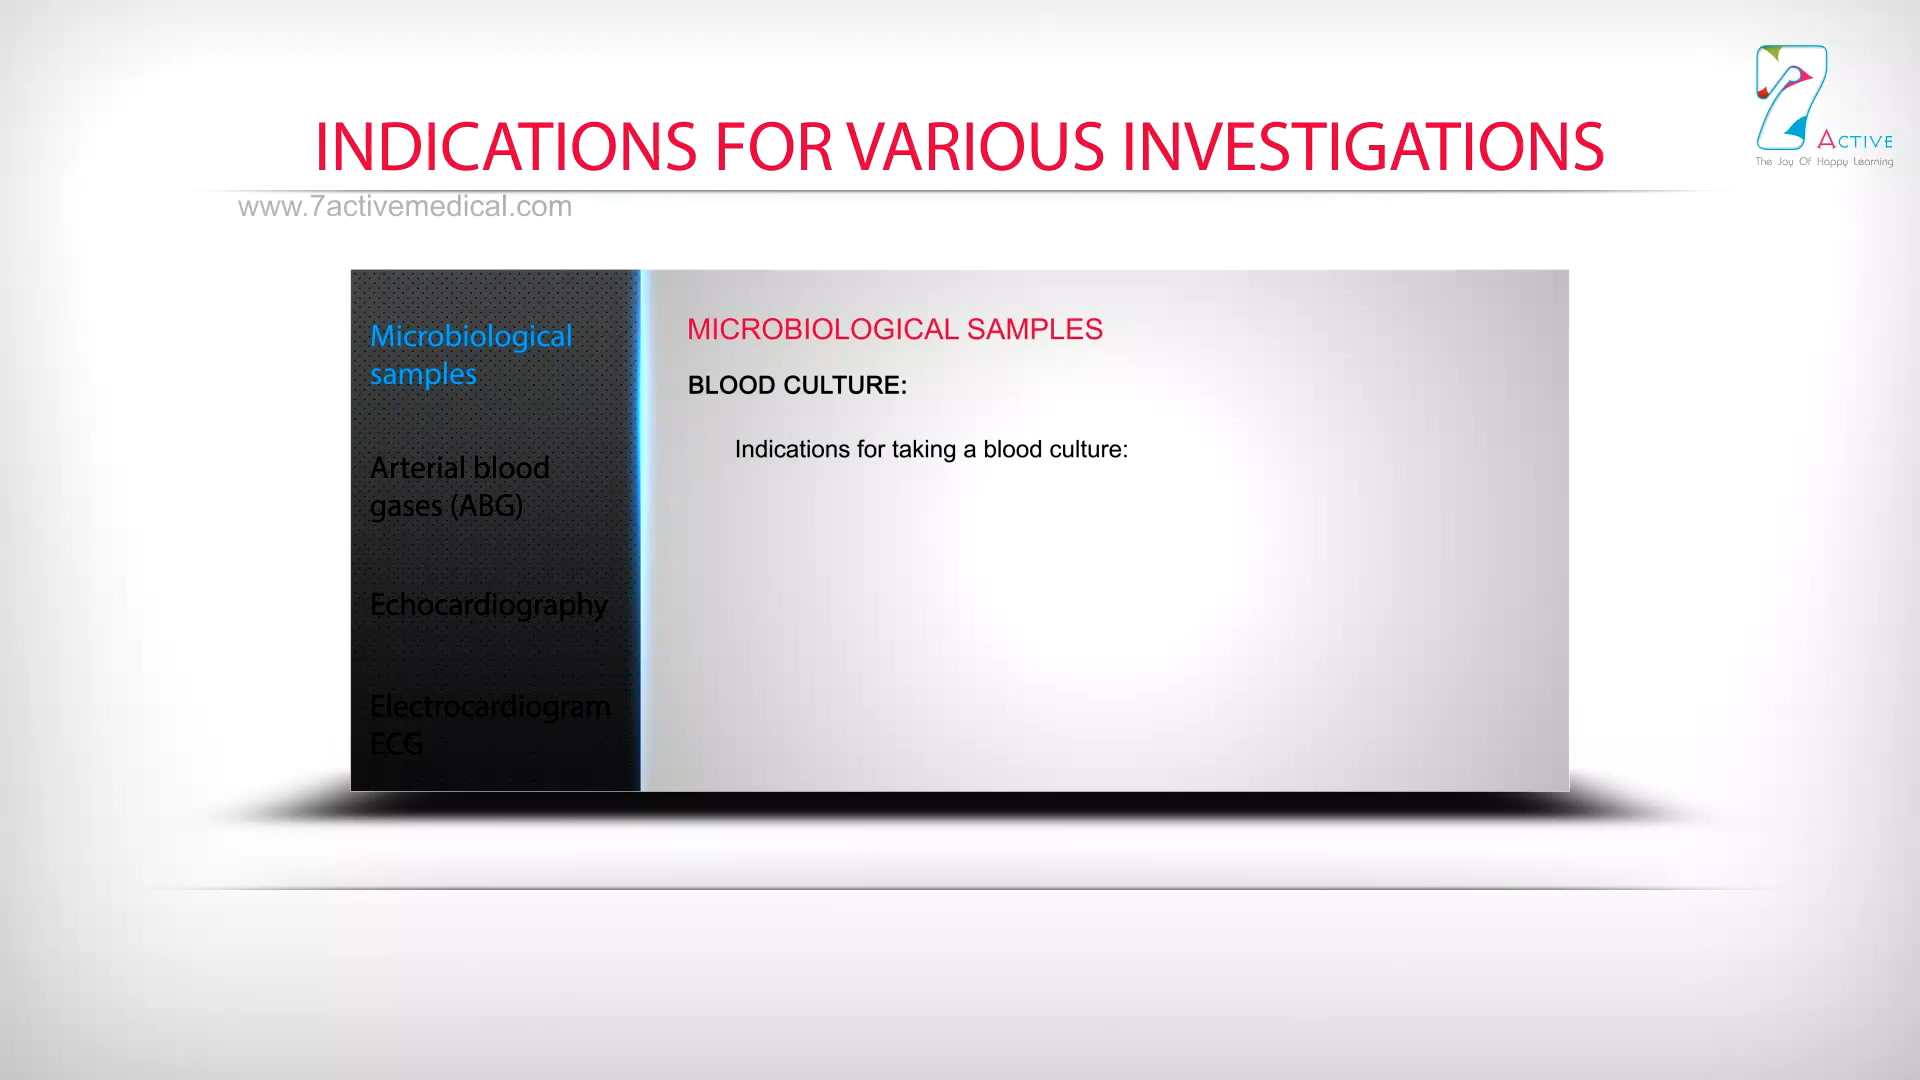 INDICATIONS FOR VARIOUS INVESTIGATIONS
www.7activemedical.com
7 ACTIVE
The Joy Of Happy Learning
Microbiological
samples
Arterial blood
gases (ABG)
Echocardiography
Electrocardiogram
ECG
MICROBIOLOGICAL SAMPLES
BLOOD CULTURE:
Indications for taking a blood culture: